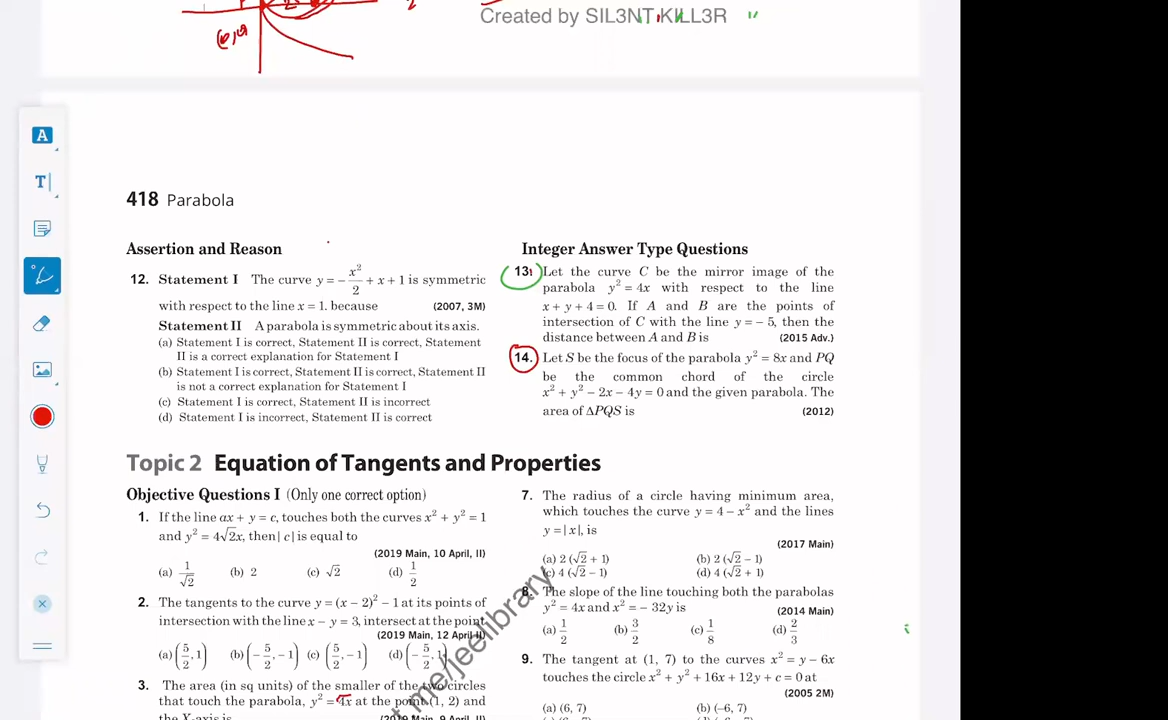 Created by SIL3NT KILL3R
A
T
418 Parabola
Assertion and Reason
12. Statement I The curve y = − x²/2 + x + 1 is symmetric
with respect to the line x = 1. because (2007, 3M)
Statement II A parabola is symmetric about its axis.
(a) Statement I is correct, Statement II is correct, Statement
II is a correct explanation for Statement I
(b) Statement I is correct, Statement II is correct, Statement II
is not a correct explanation for Statement I
(c) Statement I is correct, Statement II is incorrect
(d) Statement I is incorrect, Statement II is correct
Integer Answer Type Questions
13. Let the curve C be the mirror image of the
parabola y² = 4x with respect to the line
x + y + 4 = 0. If A and B are the points of
intersection of C with the line y = − 5, then the
distance between A and B is (2015 Adv.)
14. Let S be the focus of the parabola y² = 8x and PQ
be the common chord of the circle
x² + y² − 2x − 4y = 0 and the given parabola. The
area of ΔPQS is (2012)
Topic 2 Equation of Tangents and Properties
Objective Questions I (Only one correct option)
1. If the line ax + y = c, touches both the curves x² + y² = 1
and y² = 4√2x, then | c | is equal to
(2019 Main, 10 April, II)
(a) 1/√2 (b) 2 (c) √2 (d) 1/2
2. The tangents to the curve y = (x − 2)² − 1 at its points of
intersection with the line x − y = 3, intersect at the point
(2019 Main, 12 April II)
(a) (5/2, 1) (b) (−5/2, −1) (c) (5/2, −1) (d) (−5/2, 1)
3. The area (in sq units) of the smaller of the two circles
that touch the parabola, y² = 4x at the point (1, 2) and
the X-axis is
(2019 Main, 9 April, II)
7. The radius of a circle having minimum area,
which touches the curve y = 4 − x² and the lines
y = | x |, is
(2017 Main)
(a) 2 (√2 + 1) (b) 2 (√2 − 1)
(c) 4 (√2 − 1) (d) 4 (√2 + 1)
8. The slope of the line touching both the parabolas
y² = 4x and x² = − 32y is (2014 Main)
(a) 1/2 (b) 3/2 (c) 1/8 (d) 2/3
9. The tangent at (1, 7) to the curves x² = y − 6x
touches the circle x² + y² + 16x + 12y + c = 0 at
(2005 2M)
(a) (6, 7) (b) (−6, 7)
t.me/jeelibrary